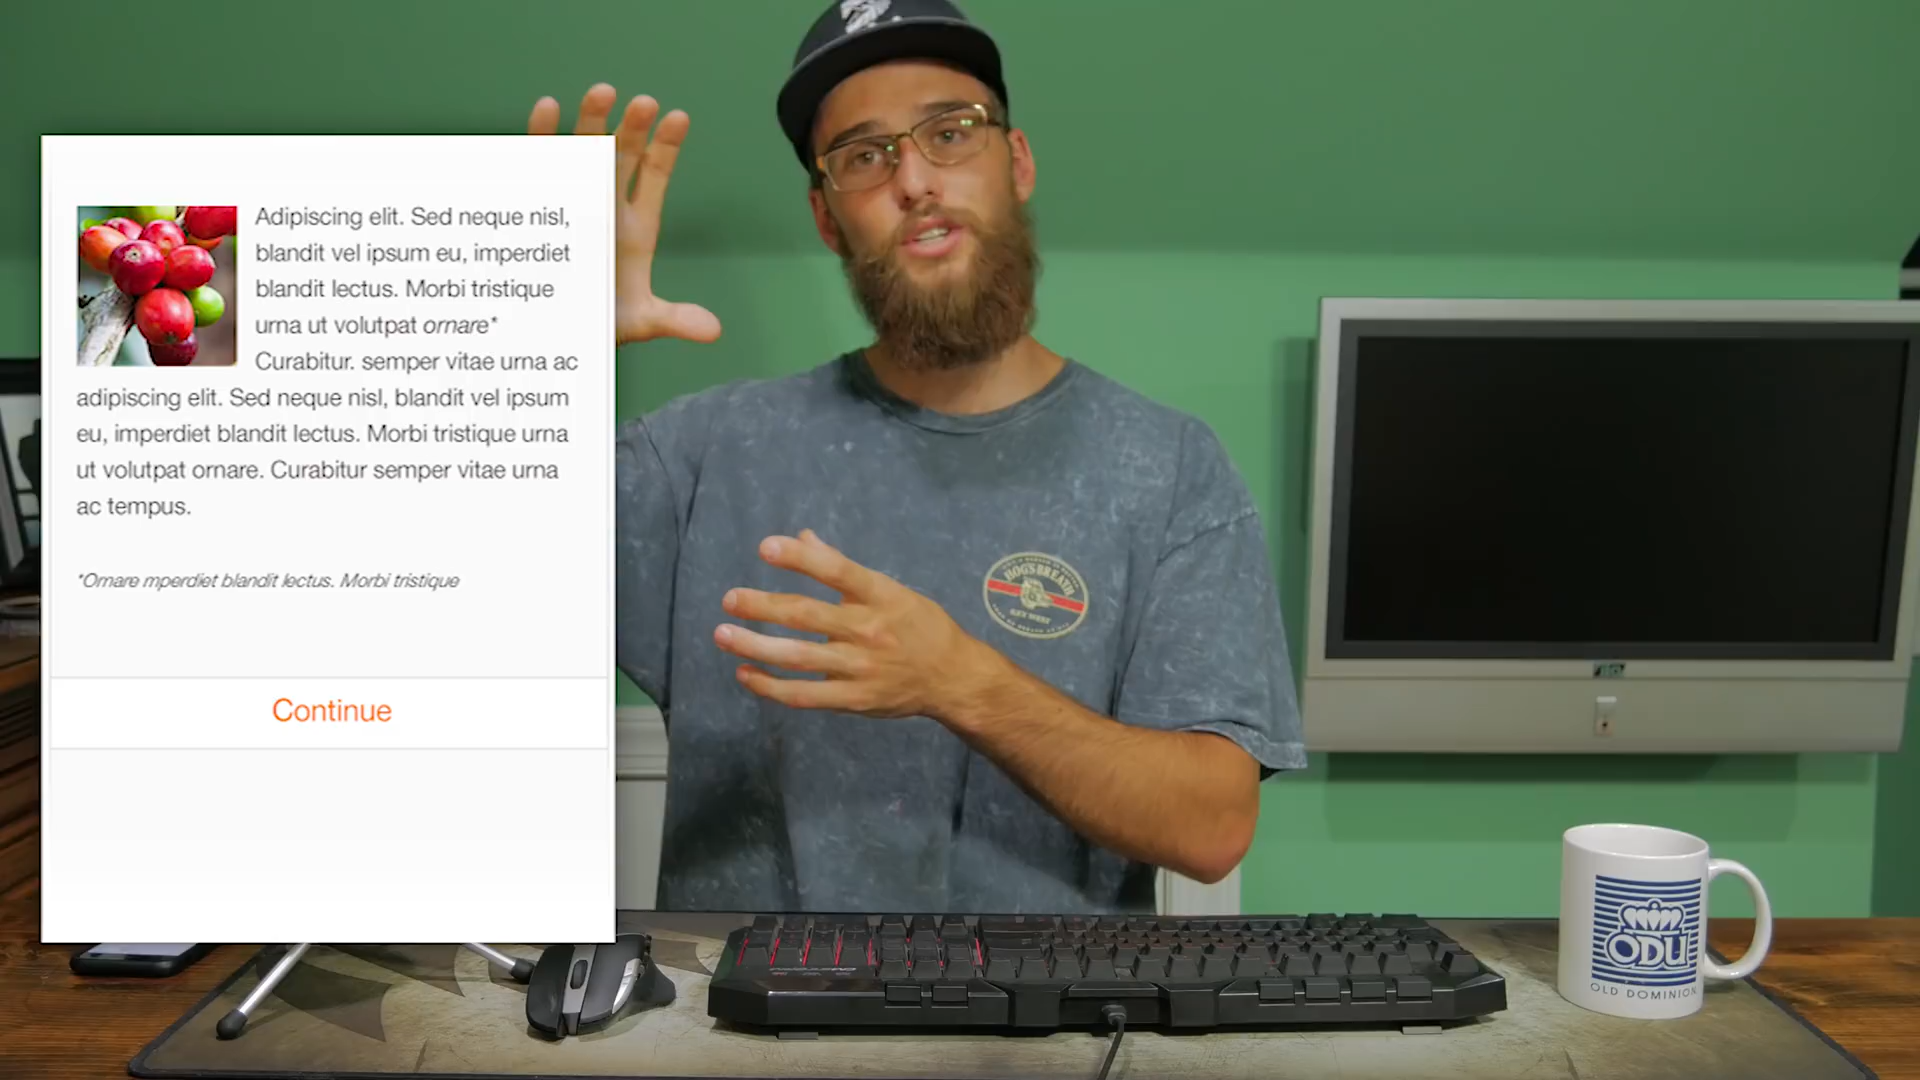 Adipiscing elit. Sed neque nisl,
blandit vel ipsum eu, imperdiet
blandit lectus. Morbi tristique
urna ut volutpat ornare*
Curabitur. semper vitae urna ac
adipiscing elit. Sed neque nisl, blandit vel ipsum
eu, imperdiet blandit lectus. Morbi tristique urna
ut volutpat ornare. Curabitur semper vitae urna
ac tempus.
*Ornare mperdiet blandit lectus. Morbi tristique
Continue
HOG'S BREATH
KEY WEST
ODU
OLD DOMINION